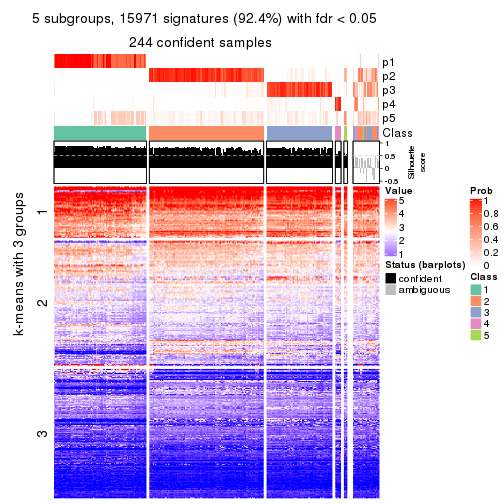 5 subgroups, 15971 signatures (92.4%) with fdr < 0.05
244 confident samples
p1
p2
p3
p4
p5
Class
1
0.5
0
-0.5
Silhouette
score
k-means with 3 groups
1
2
3
Value
5
4
3
2
1
Status (barplots)
confident
ambiguous
Prob
1
0.8
0.6
0.4
0.2
0
Class
1
2
3
4
5